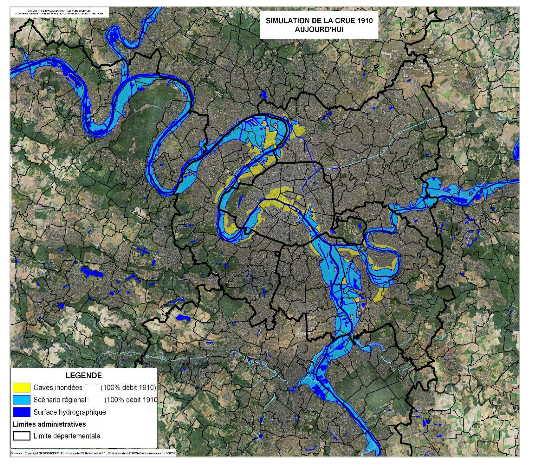 SIMULATION DE LA CRUE 1910
AUJOURD'HUI
LEGENDE
Caves inondées (100% débit 1910)
Scénario régional (100% débit 1910
Surface hydrographique
Limites administratives
Limite départementale